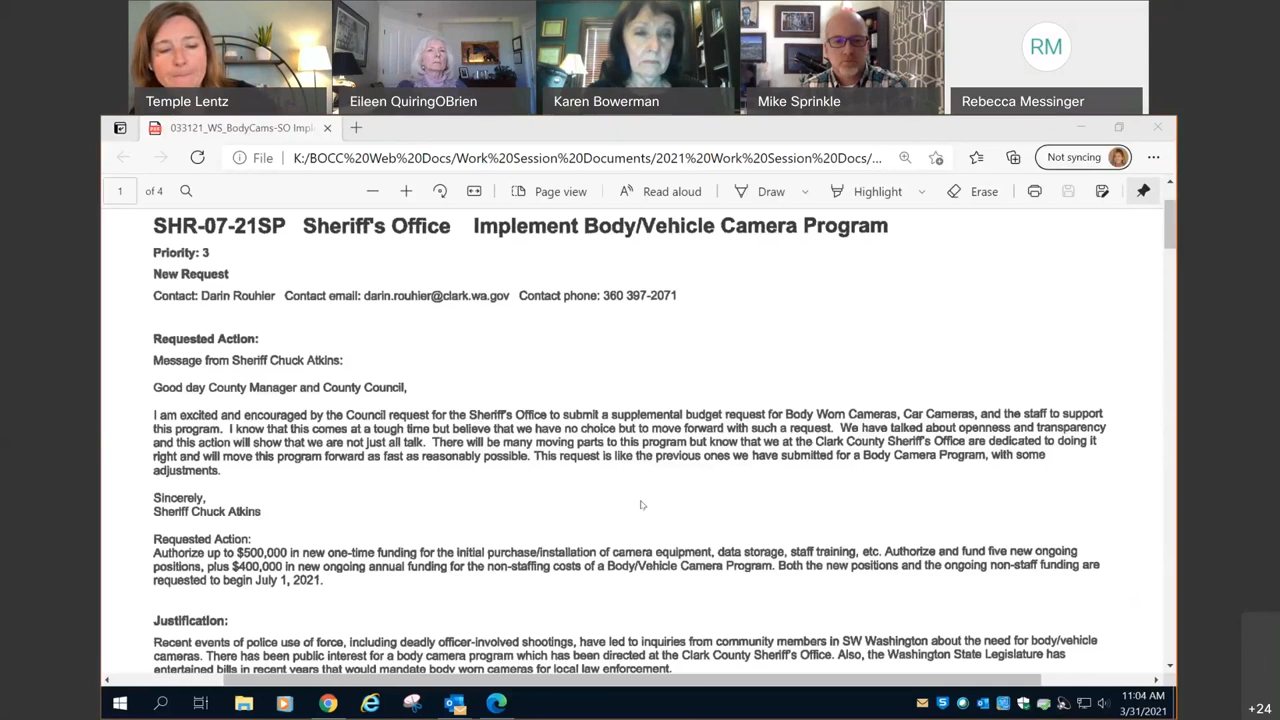 RM
Temple Lentz
Eileen QuiringOBrien
Karen Bowerman
Mike Sprinkle
Rebecca Messinger
033121_WS_BodyCams-SO Impl
File K:/BOCC%20Web%20Docs/Work%20Session%20Documents/2021%20Work%20Session%20Docs/...
Not syncing
1 of 4
Page view
Read aloud
Draw
Highlight
Erase
SHR-07-21SP Sheriff's Office Implement Body/Vehicle Camera Program
Priority: 3
New Request
Contact: Darin Rouhier Contact email: darin.rouhier@clark.wa.gov Contact phone: 360 397-2071
Requested Action:
Message from Sheriff Chuck Atkins:
Good day County Manager and County Council,
I am excited and encouraged by the Council request for the Sheriff's Office to submit a supplemental budget request for Body Worn Cameras, Car Cameras, and the staff to support
this program. I know that this comes at a tough time but believe that we have no choice but to move forward with such a request. We have talked about openness and transparency
and this action will show that we are not just all talk. There will be many moving parts to this program but know that we at the Clark County Sheriff's Office are dedicated to doing it
right and will move this program forward as fast as reasonably possible. This request is like the previous ones we have submitted for a Body Camera Program, with some
adjustments.
Sincerely,
Sheriff Chuck Atkins
Requested Action:
Authorize up to $500,000 in new one-time funding for the initial purchase/installation of camera equipment, data storage, staff training, etc. Authorize and fund five new ongoing
positions, plus $400,000 in new ongoing annual funding for the non-staffing costs of a Body/Vehicle Camera Program. Both the new positions and the ongoing non-staff funding are
requested to begin July 1, 2021.
Justification:
Recent events of police use of force, including deadly officer-involved shootings, have led to inquiries from community members in SW Washington about the need for body/vehicle
cameras. There has been public interest for a body camera program which has been directed at the Clark County Sheriff's Office. Also, the Washington State Legislature has
entertained bills in recent years that would mandate body worn cameras for local law enforcement.
11:04 AM
3/31/2021
+24